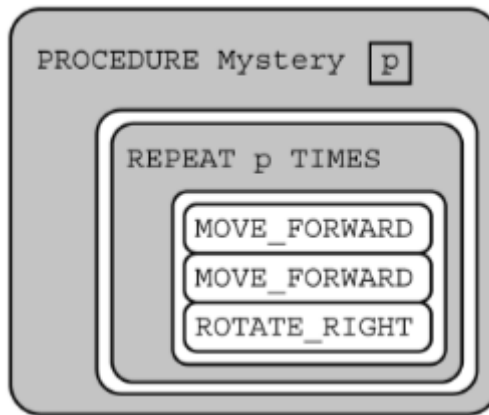 PROCEDURE Mystery p
REPEAT p TIMES
MOVE_FORWARD
MOVE_FORWARD
ROTATE_RIGHT